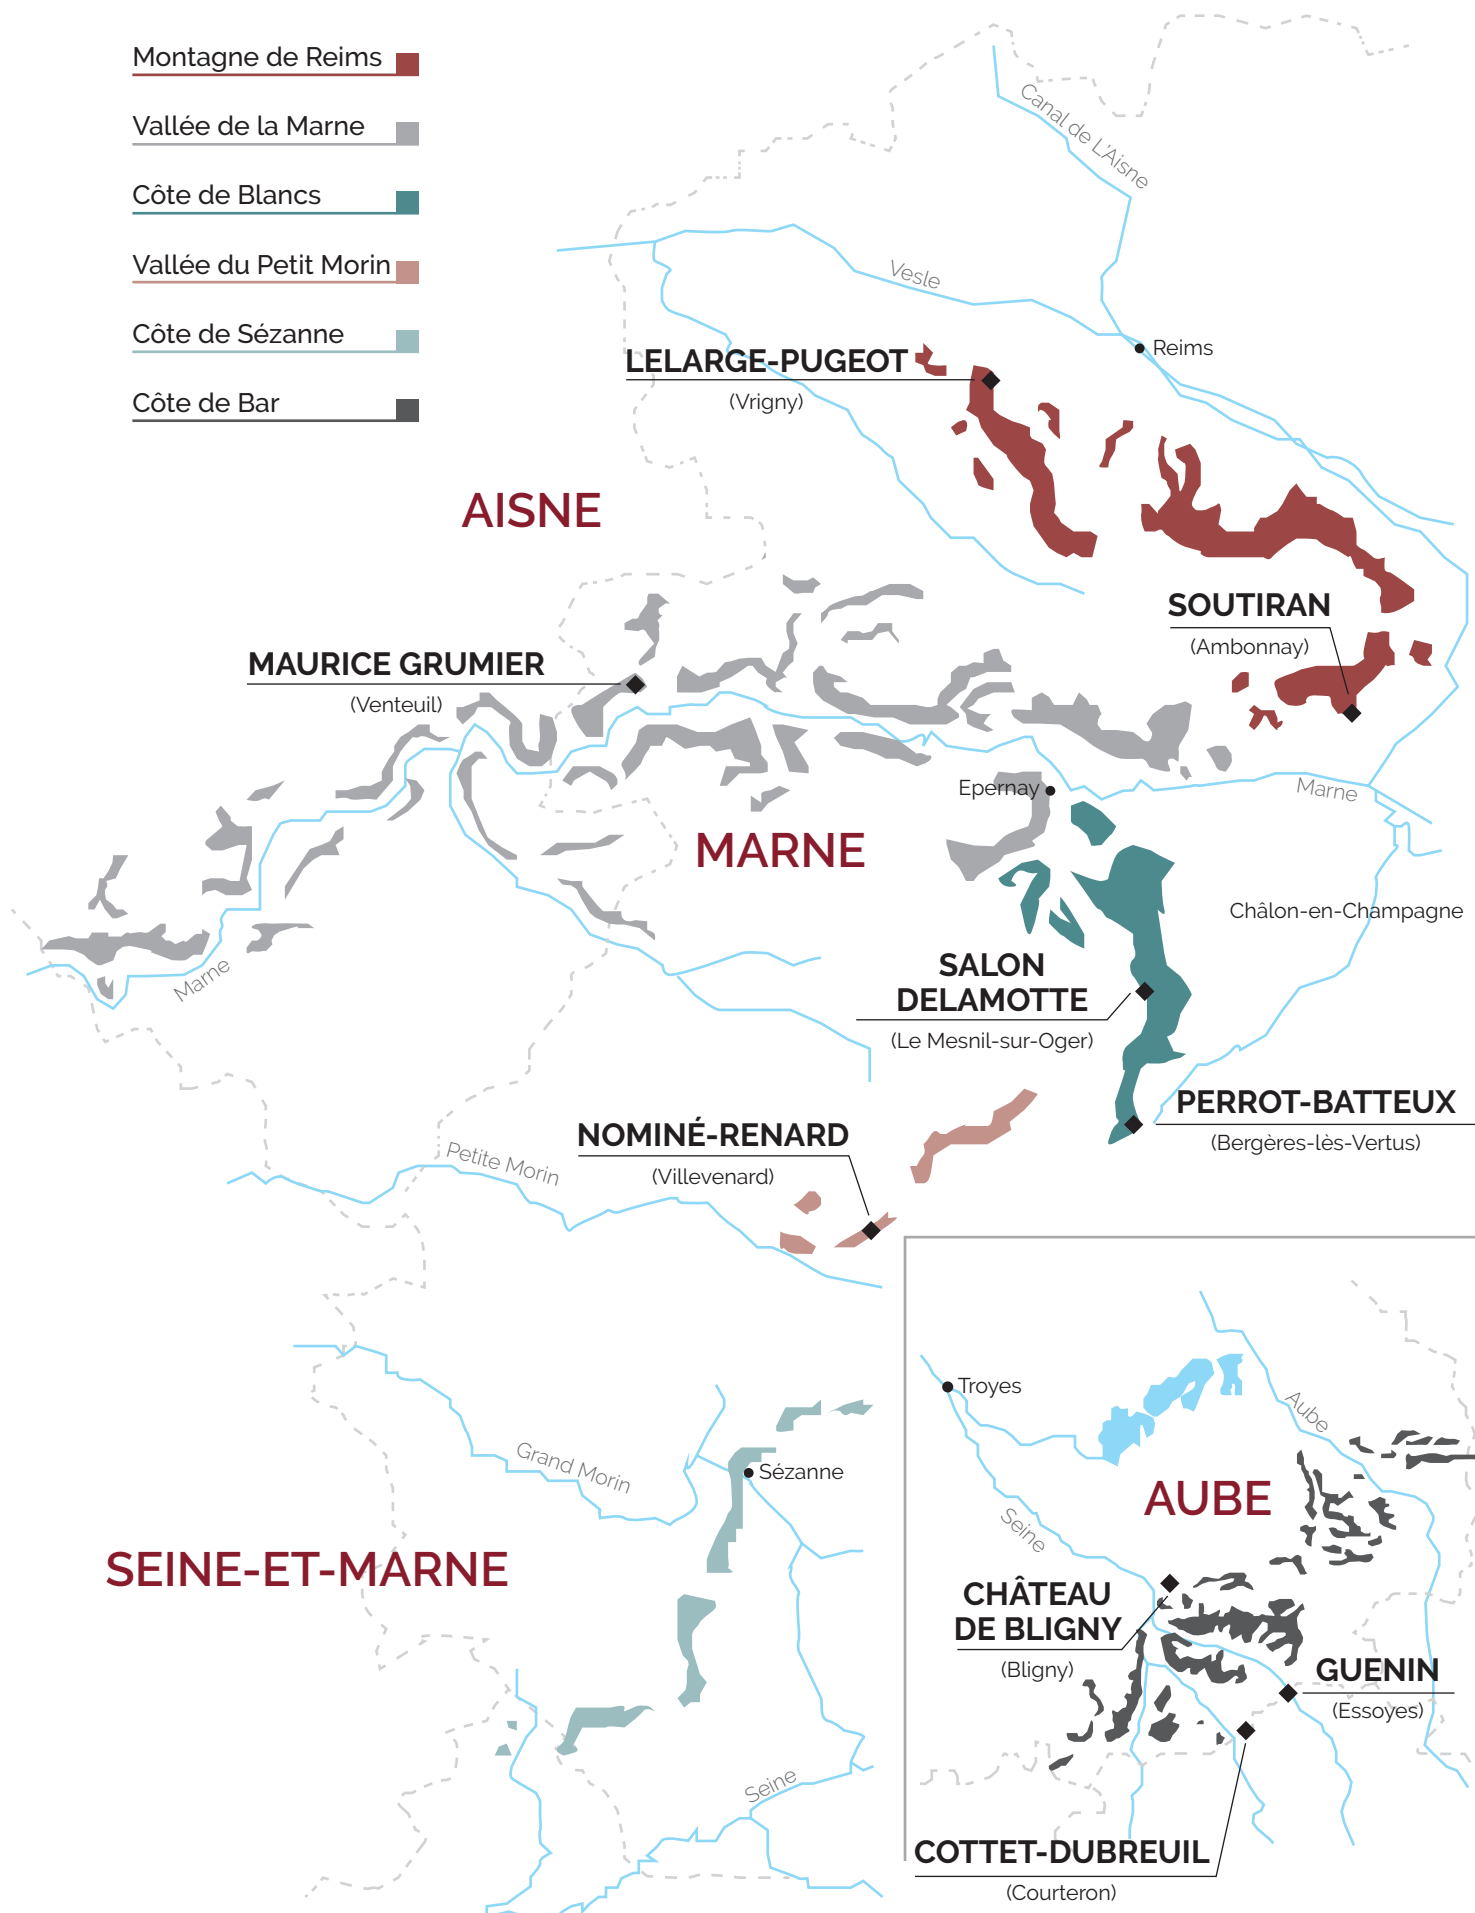 Montagne de Reims
Vallée de la Marne
Côte de Blancs
Vallée du Petit Morin
Côte de Sézanne
Côte de Bar
Canal de L'Aisne
Vesle
Reims
LELARGE-PUGEOT
(Vrigny)
AISNE
SOUTIRAN
(Ambonnay)
MAURICE GRUMIER
(Venteuil)
Epernay
Marne
MARNE
Châlon-en-Champagne
Marne
SALON
DELAMOTTE
(Le Mesnil-sur-Oger)
PERROT-BATTEUX
(Bergères-lès-Vertus)
NOMINÉ-RENARD
(Villevenard)
Petite Morin
Troyes
Aube
Grand Morin
Sézanne
AUBE
Seine
SEINE-ET-MARNE
CHÂTEAU
DE BLIGNY
(Bligny)
GUENIN
(Essoyes)
Seine
COTTET-DUBREUIL
(Courteron)